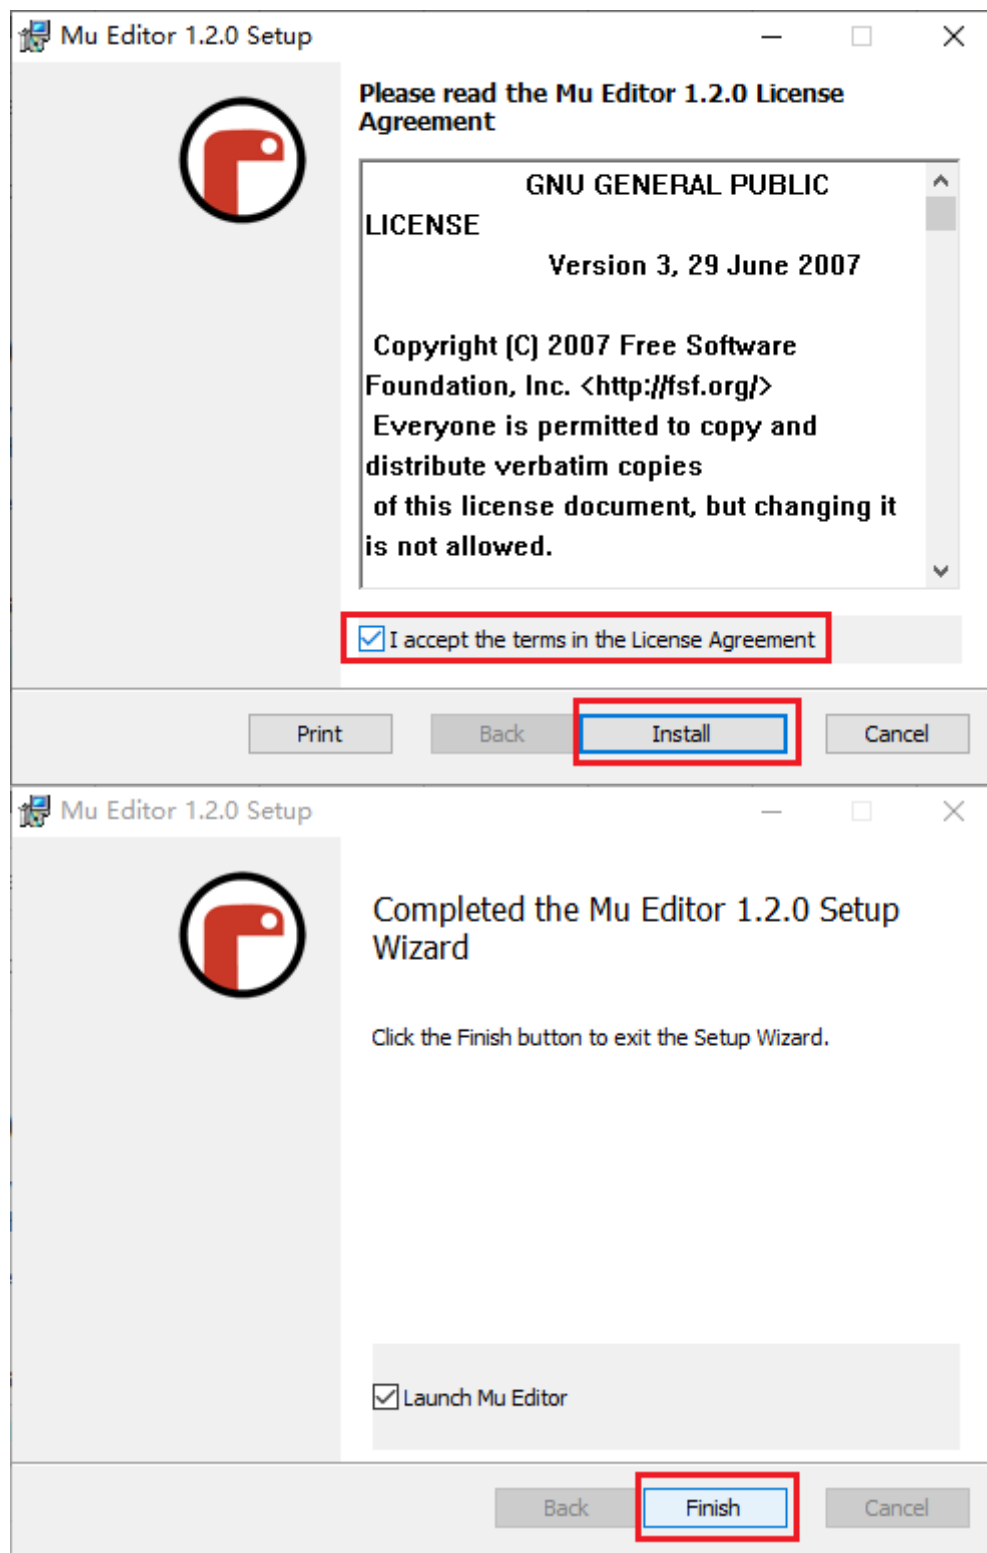 Mu Editor 1.2.0 Setup
Please read the Mu Editor 1.2.0 License
Agreement
GNU GENERAL PUBLIC
LICENSE
Version 3, 29 June 2007
Copyright (C) 2007 Free Software
Foundation, Inc. <http://fsf.org/>
Everyone is permitted to copy and
distribute verbatim copies
of this license document, but changing it
is not allowed.
I accept the terms in the License Agreement
Print Back Install Cancel
Mu Editor 1.2.0 Setup
Completed the Mu Editor 1.2.0 Setup
Wizard
Click the Finish button to exit the Setup Wizard.
Launch Mu Editor
Back Finish Cancel